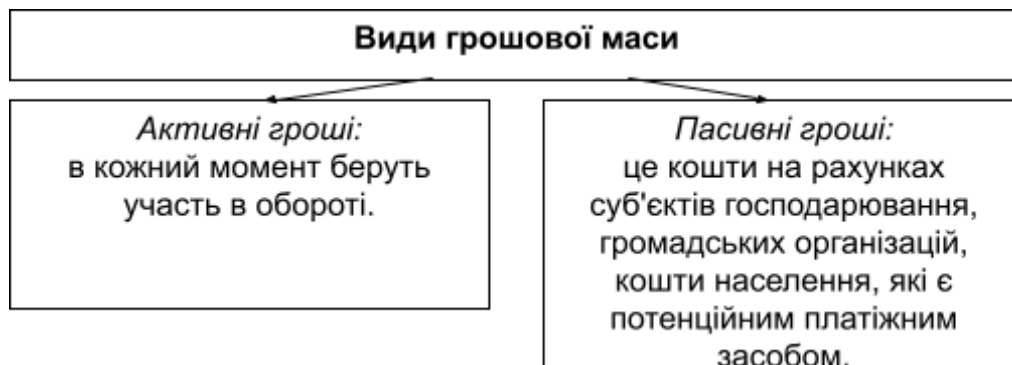 Види грошової маси
Активні гроші:
в кожний момент беруть
участь в обороті.
Пасивні гроші:
це кошти на рахунках
суб'єктів господарювання,
громадських організацій,
кошти населення, які є
потенційним платіжним
засобом.